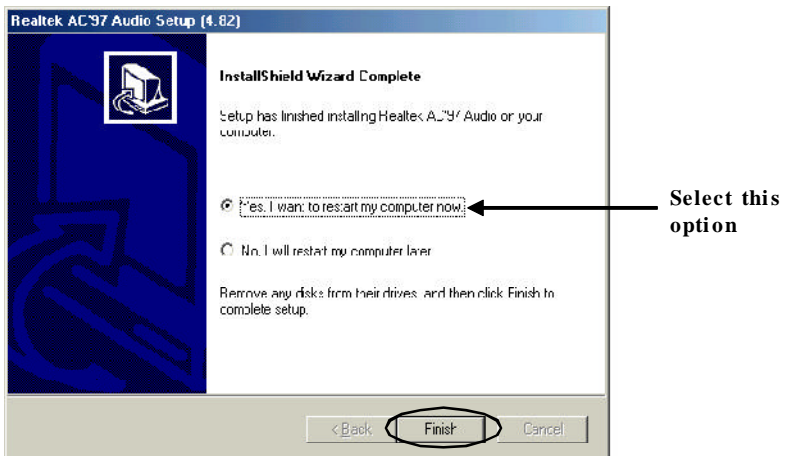 Realtek AC'97 Audio Setup (4.82)
InstallShield Wizard Complete
Setup has finished installing Realtek AC'97 Audio on your
computer.
Yes, I want to restart my computer now.
No, I will restart my computer later.
Remove any disks from their drives, and then click Finish to
complete setup.
Select this
option
< Back
Finish
Cancel